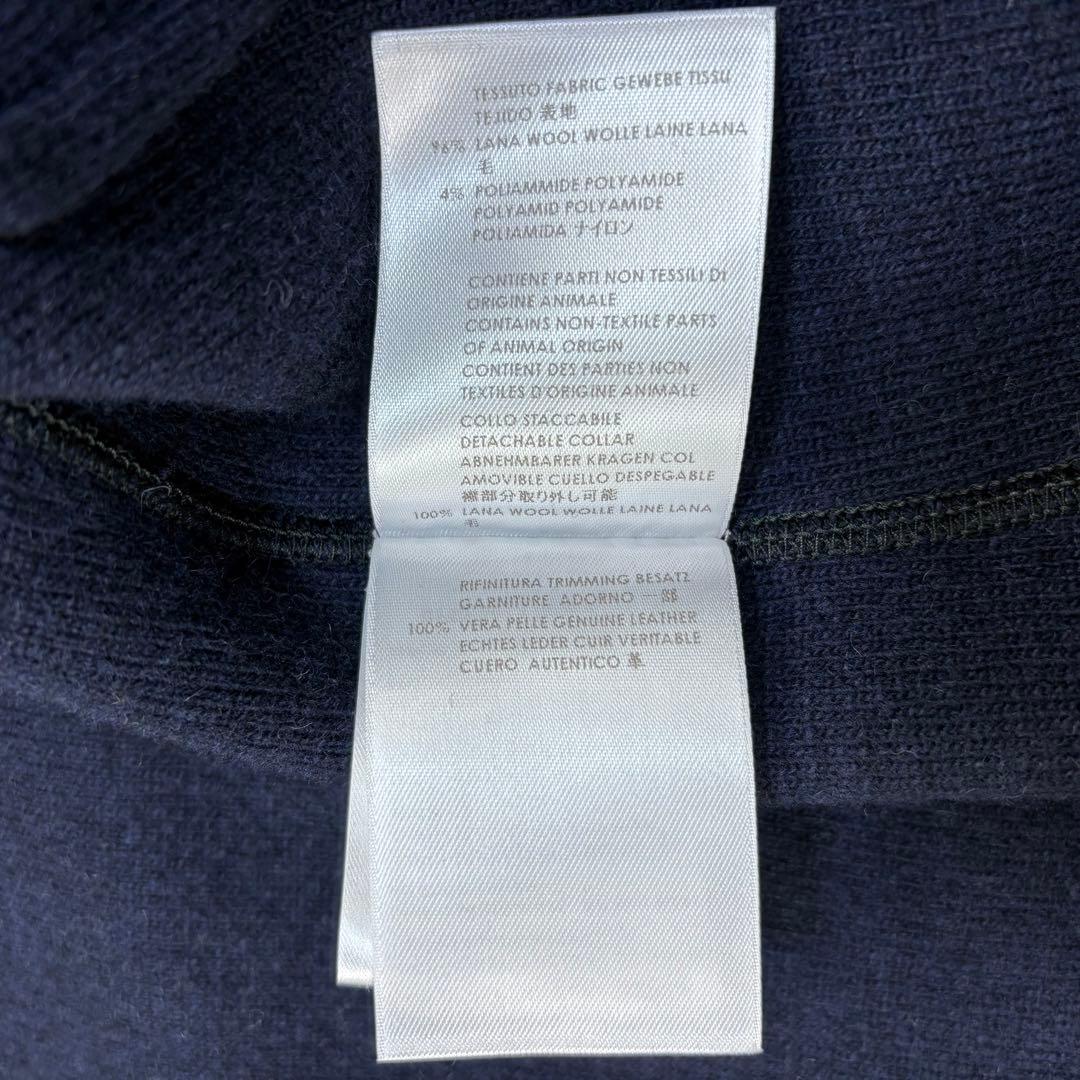 TESSUTO FABRIC GEWEBE TISSU
TEJIDO 表地
96% LANA WOOL WOLLE LAINE LANA
毛
4% POLIAMMIDE POLYAMIDE
POLYAMID POLYAMIDE
POLIAMIDA ナイロン
CONTIENE PARTI NON TESSILI DI
ORIGINE ANIMALE
CONTAINS NON-TEXTILE PARTS
OF ANIMAL ORIGIN
CONTIENT DES PARTIES NON
TEXTILES D'ORIGINE ANIMALE
COLLO STACCABILE
DETACHABLE COLLAR
ABNEHMBARER KRAGEN COL
AMOVIBLE CUELLO DESPEGABLE
襟部分取り外し可能
100% LANA WOOL WOLLE LAINE LANA
毛
RIFINITURA TRIMMING BESATZ
GARNITURE ADORNO 一部
100% VERA PELLE GENUINE LEATHER
ECHTES LEDER CUIR VERITABLE
CUERO AUTENTICO 革